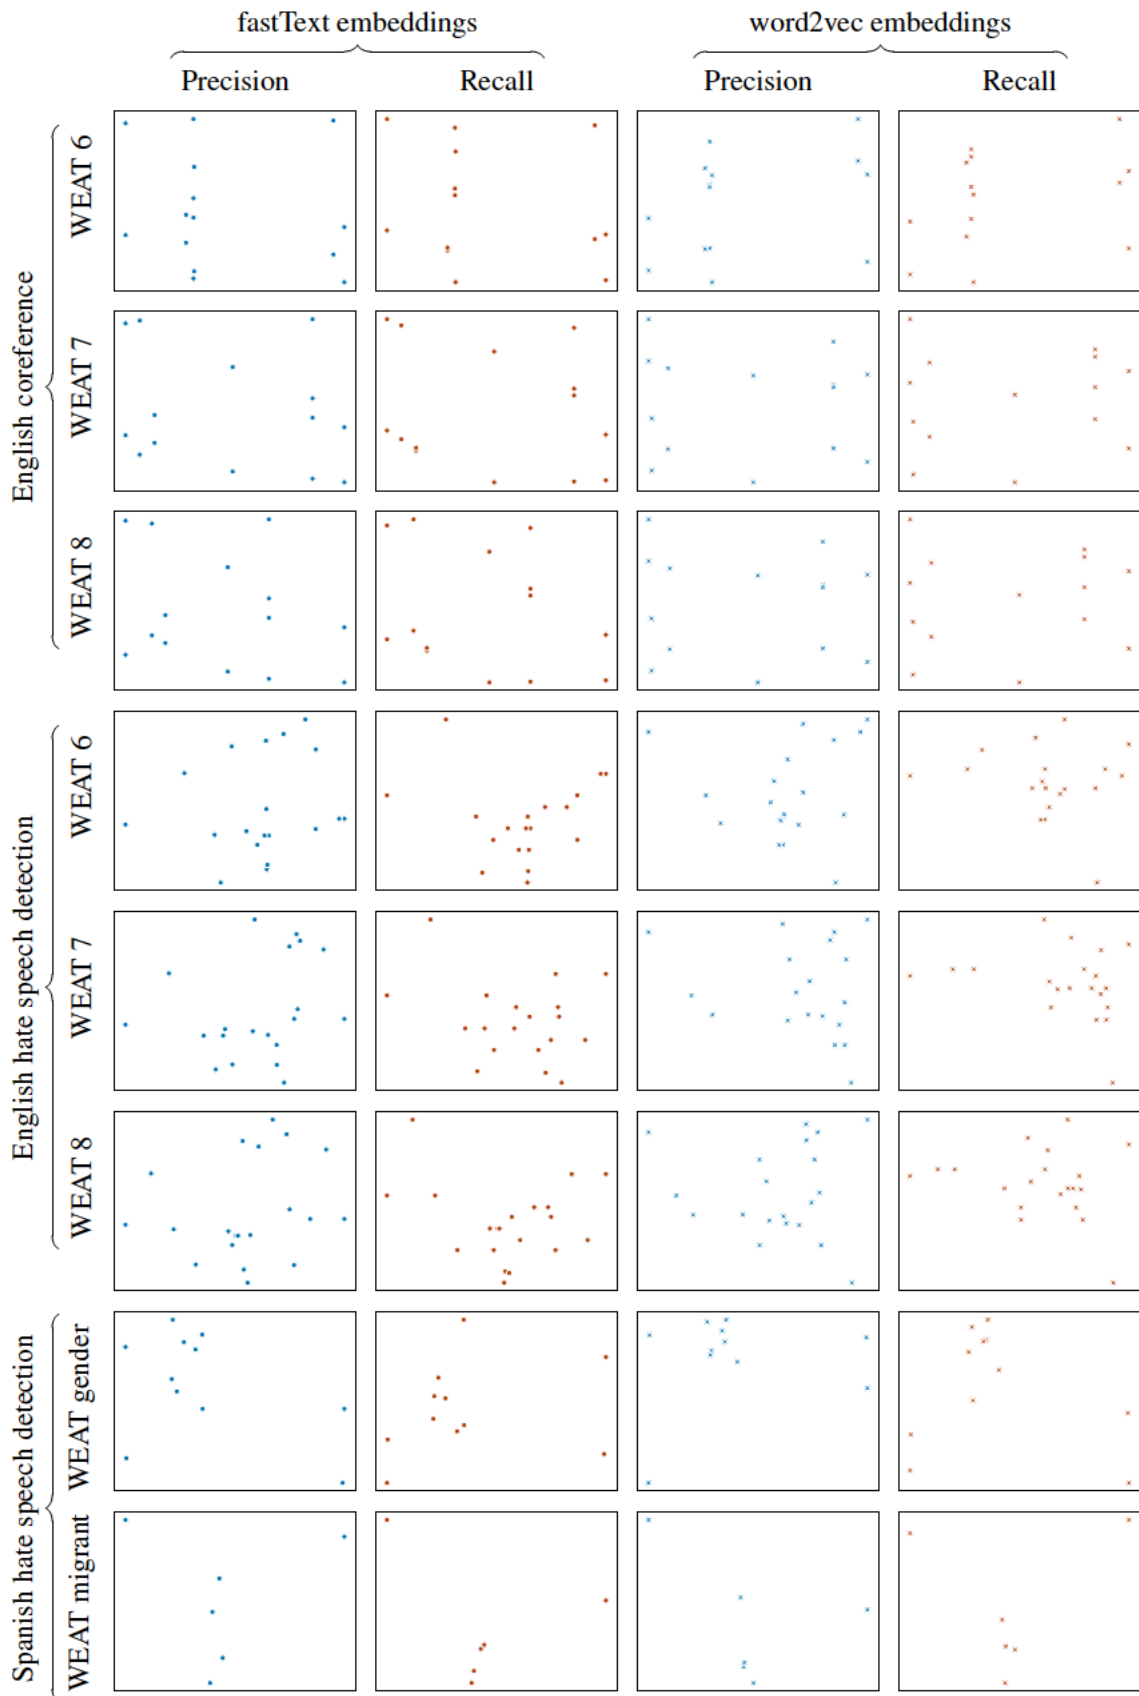 fastText embeddings
word2vec embeddings
Precision
Recall
Precision
Recall
English coreference
WEAT 6
WEAT 7
WEAT 8
English hate speech detection
WEAT 6
WEAT 7
WEAT 8
Spanish hate speech detection
WEAT gender
WEAT migrant